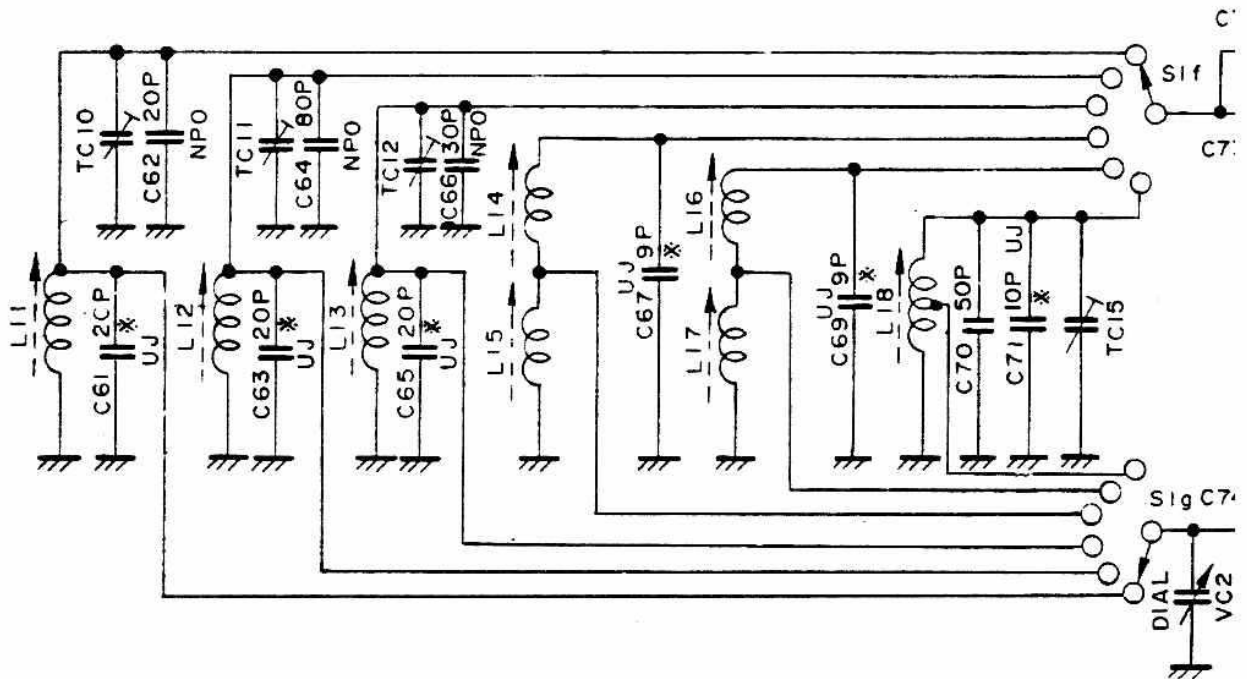 TC10
C62 20P
NPO
TC11
C64 80P
NPO
TC12
C66 30P
NPO
L14
L16
S1f
UJ 9P
*
C67
UJ 9P
*
C69
L11
C61 20P
*
UJ
L12
C63 20P
*
UJ
L13
C65 20P
*
UJ
L15
L17
L18
C70 50P
C71 10P
*
UJ
TC15
S1g
DIAL
VC2